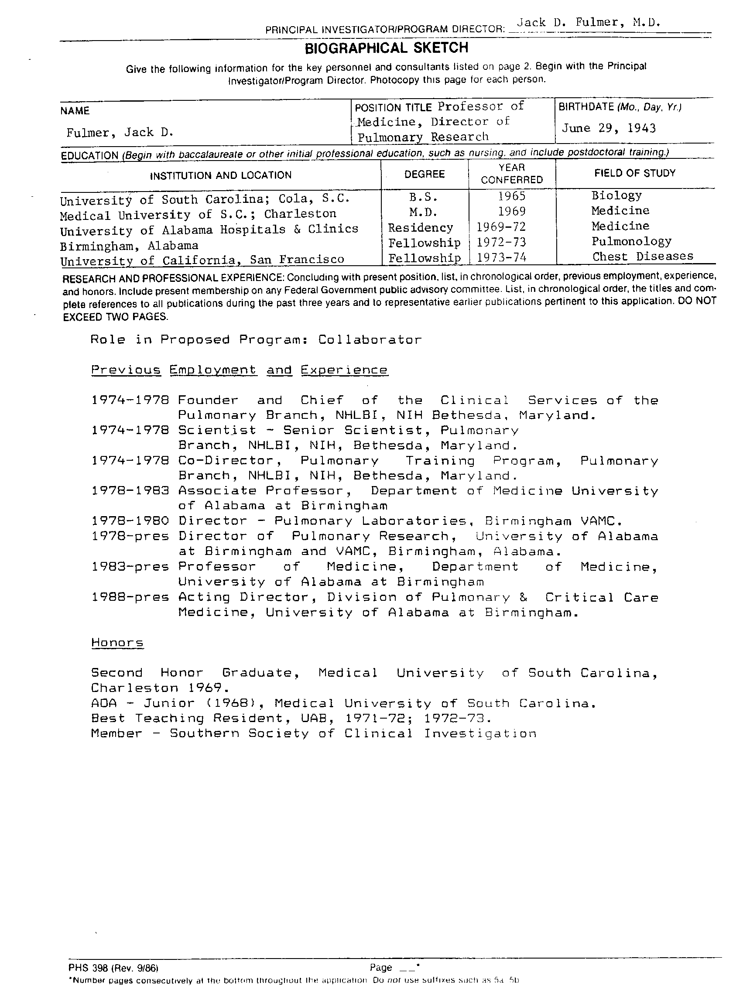 PRINCIPAL INVESTIGATOR/PROGRAM DIRECTOR: Jack D. Fulmer, M.D.
BIOGRAPHICAL SKETCH
Give the following information for the key personnel and consultants listed on page 2. Begin with the Principal
Investigator/Program Director. Photocopy this page for each person.
NAME
Fulmer, Jack D.
POSITION TITLE Professor of
Medicine, Director of
Pulmonary Research
BIRTHDATE (Mo., Day, Yr.)
June 29, 1943
EDUCATION (Begin with baccalaureate or other initial professional education, such as nursing, and include postdoctoral training.)
INSTITUTION AND LOCATION DEGREE YEAR CONFERRED FIELD OF STUDY
University of South Carolina; Cola, S.C. B.S. 1965 Biology
Medical University of S.C.; Charleston M.D. 1969 Medicine
University of Alabama Hospitals & Clinics Residency 1969-72 Medicine
Birmingham, Alabama Fellowship 1972-73 Pulmonology
University of California, San Francisco Fellowship 1973-74 Chest Diseases
RESEARCH AND PROFESSIONAL EXPERIENCE: Concluding with present position, list, in chronological order, previous employment, experience,
and honors. Include present membership on any Federal Government public advisory committee. List, in chronological order, the titles and com-
plete references to all publications during the past three years and to representative earlier publications pertinent to this application. DO NOT
EXCEED TWO PAGES.
Role in Proposed Program: Collaborator
Previous Employment and Experience
1974-1978 Founder and Chief of the Clinical Services of the
Pulmonary Branch, NHLBI, NIH Bethesda, Maryland.
1974-1978 Scientist - Senior Scientist, Pulmonary
Branch, NHLBI, NIH, Bethesda, Maryland.
1974-1978 Co-Director, Pulmonary Training Program, Pulmonary
Branch, NHLBI, NIH, Bethesda, Maryland.
1978-1983 Associate Professor, Department of Medicine University
of Alabama at Birmingham
1978-1980 Director - Pulmonary Laboratories, Birmingham VAMC.
1978-pres Director of Pulmonary Research, University of Alabama
at Birmingham and VAMC, Birmingham, Alabama.
1983-pres Professor of Medicine, Department of Medicine,
University of Alabama at Birmingham
1988-pres Acting Director, Division of Pulmonary & Critical Care
Medicine, University of Alabama at Birmingham.
Honors
Second Honor Graduate, Medical University of South Carolina,
Charleston 1969.
AOA - Junior (1968), Medical University of South Carolina.
Best Teaching Resident, UAB, 1971-72; 1972-73.
Member - Southern Society of Clinical Investigation
PHS 398 (Rev. 9/86) Page __*
*Number pages consecutively at the bottom throughout the application. Do not use suffixes such as 5a, 5b